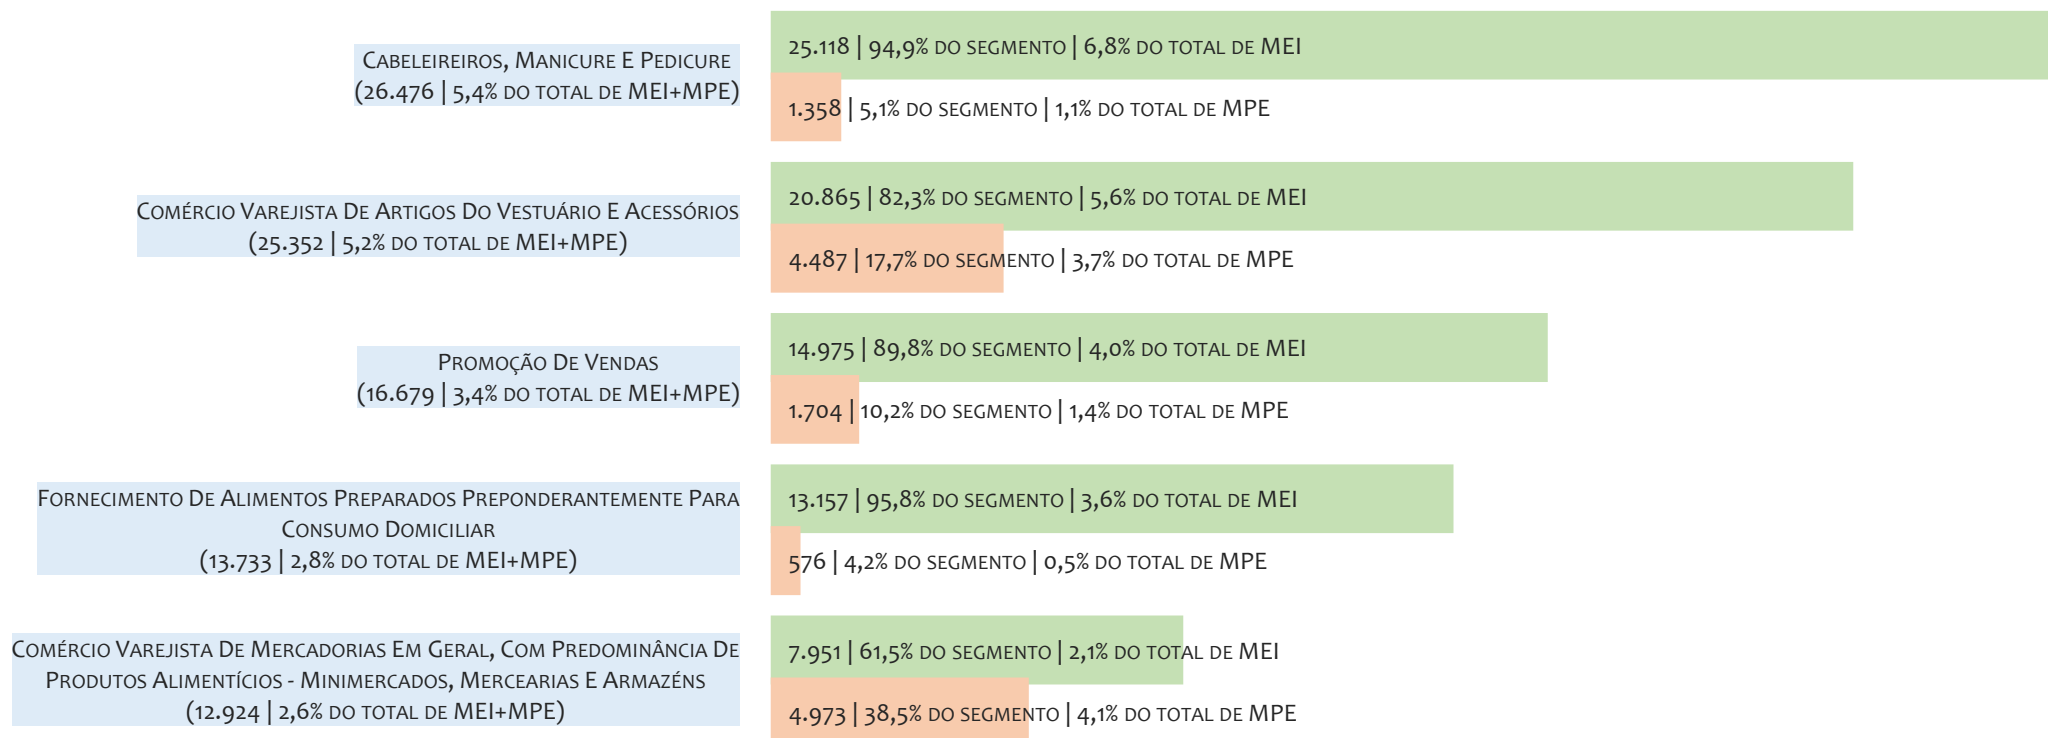 Cabeleireiros, Manicure E Pedicure
(26.476 | 5,4% do total de MEI+MPE)
25.118 | 94,9% do segmento | 6,8% do total de MEI
1.358 | 5,1% do segmento | 1,1% do total de MPE
Comércio Varejista De Artigos Do Vestuário E Acessórios
(25.352 | 5,2% do total de MEI+MPE)
20.865 | 82,3% do segmento | 5,6% do total de MEI
4.487 | 17,7% do segmento | 3,7% do total de MPE
Promoção De Vendas
(16.679 | 3,4% do total de MEI+MPE)
14.975 | 89,8% do segmento | 4,0% do total de MEI
1.704 | 10,2% do segmento | 1,4% do total de MPE
Fornecimento De Alimentos Preparados Preponderantemente Para
Consumo Domiciliar
(13.733 | 2,8% do total de MEI+MPE)
13.157 | 95,8% do segmento | 3,6% do total de MEI
576 | 4,2% do segmento | 0,5% do total de MPE
Comércio Varejista De Mercadorias Em Geral, Com Predominância De
Produtos Alimentícios - Minimercados, Mercearias E Armazéns
(12.924 | 2,6% do total de MEI+MPE)
7.951 | 61,5% do segmento | 2,1% do total de MEI
4.973 | 38,5% do segmento | 4,1% do total de MPE